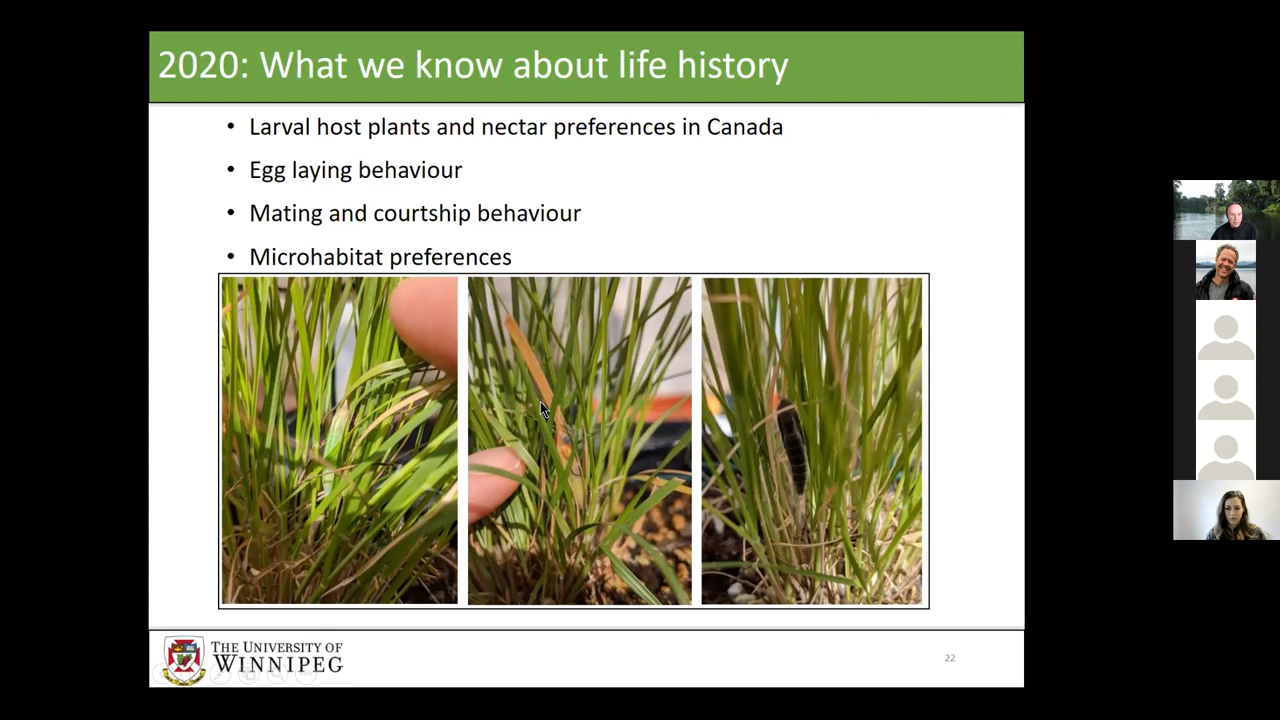 2020: What we know about life history
• Larval host plants and nectar preferences in Canada
• Egg laying behaviour
• Mating and courtship behaviour
• Microhabitat preferences
THE UNIVERSITY OF
WINNIPEG
22